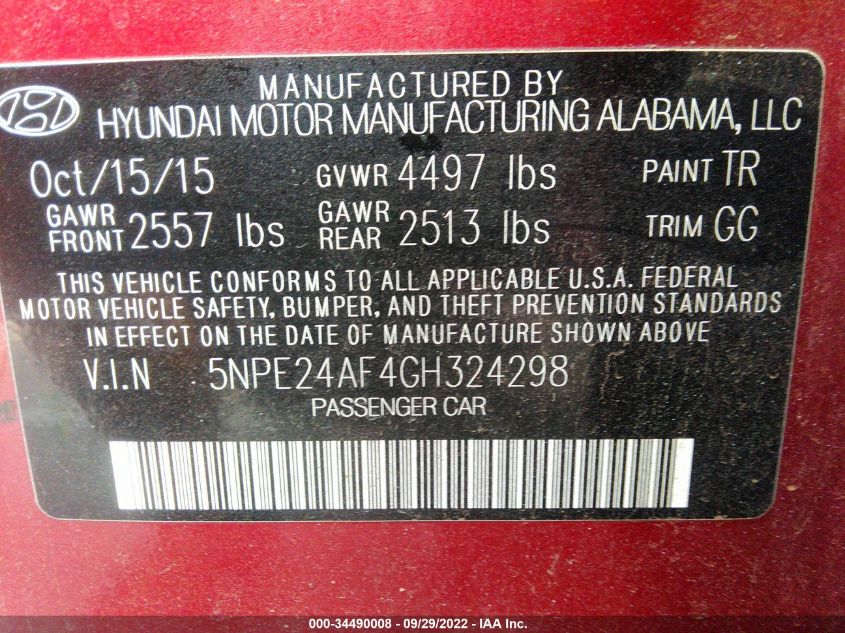 MANUFACTURED BY
HYUNDAI MOTOR MANUFACTURING ALABAMA, LLC
Oct/15/15 GVWR 4497 lbs PAINT TR
GAWR FRONT 2557 lbs GAWR REAR 2513 lbs TRIM GG
THIS VEHICLE CONFORMS TO ALL APPLICABLE U.S.A. FEDERAL
MOTOR VEHICLE SAFETY, BUMPER, AND THEFT PREVENTION STANDARDS
IN EFFECT ON THE DATE OF MANUFACTURE SHOWN ABOVE
V.I.N 5NPE24AF4GH324298
PASSENGER CAR
000-34490008 - 09/29/2022 - IAA Inc.